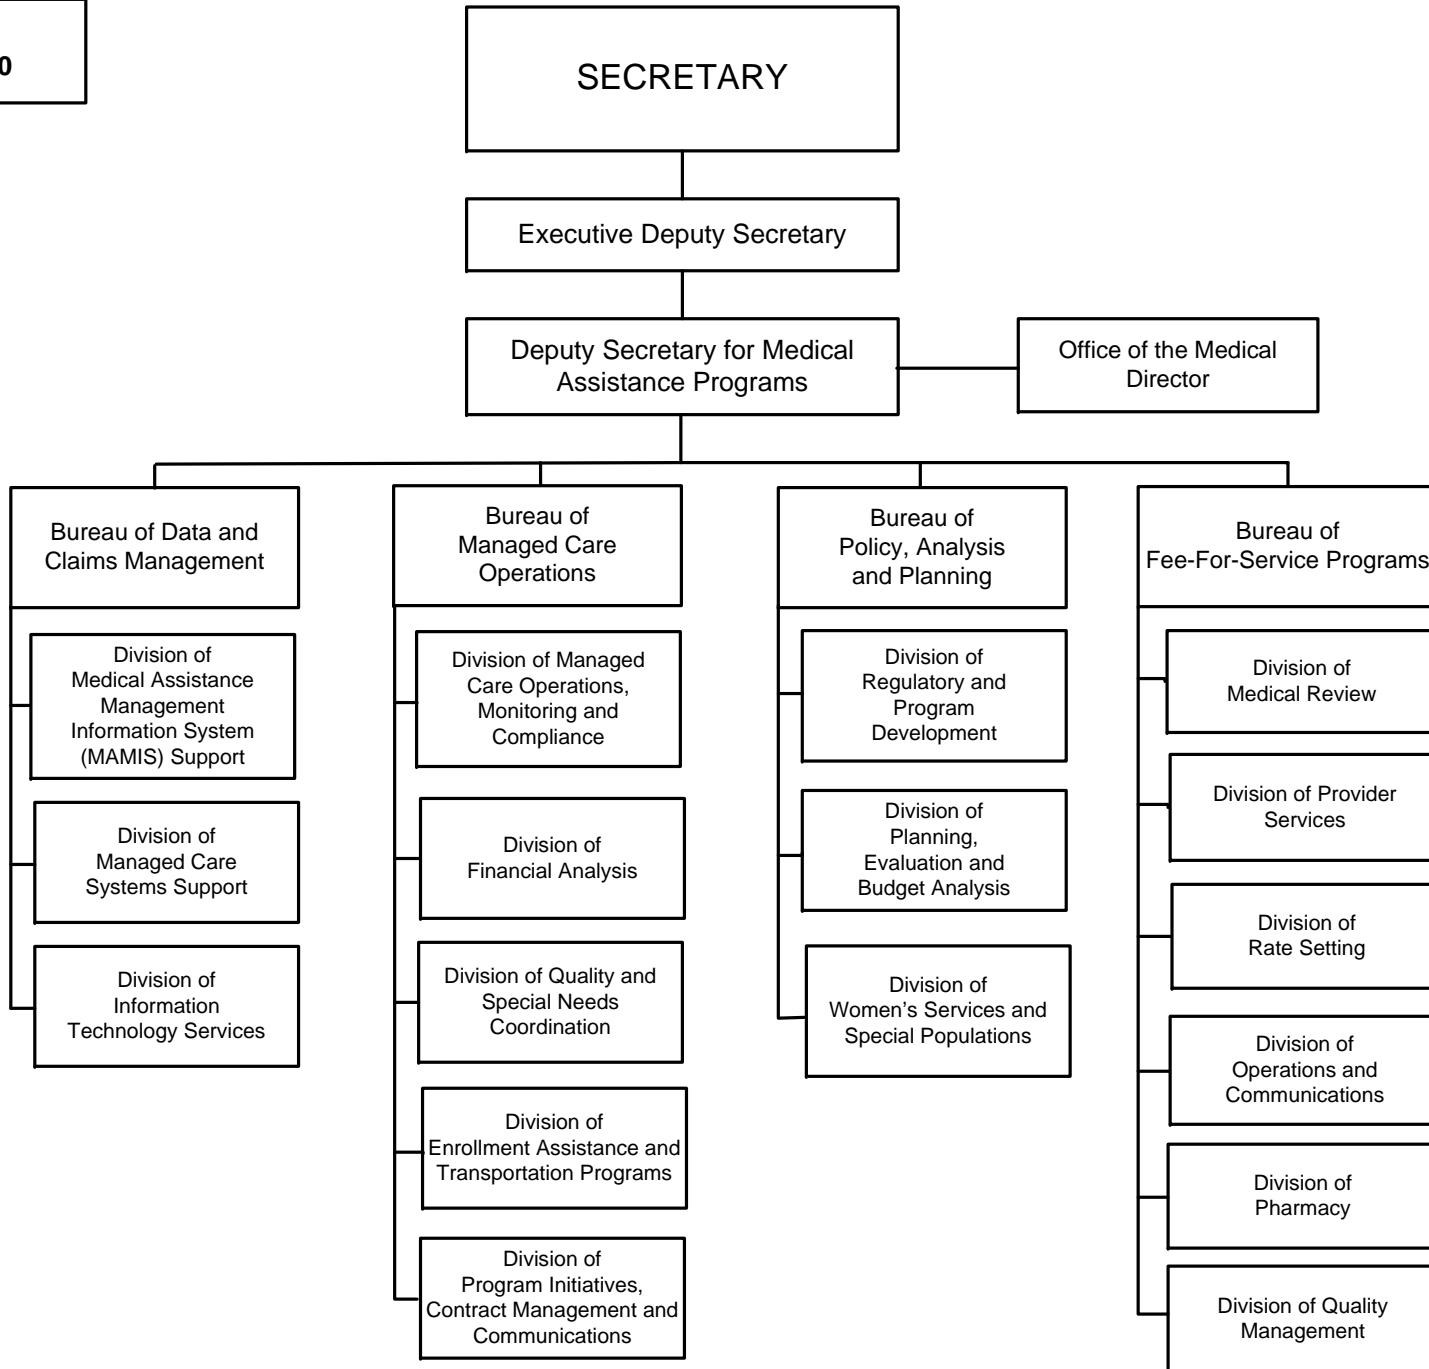 0
SECRETARY
Executive Deputy Secretary
Deputy Secretary for Medical
Assistance Programs
Office of the Medical
Director
Bureau of Data and
Claims Management
Division of
Medical Assistance
Management
Information System
(MAMIS) Support
Division of
Managed Care
Systems Support
Division of
Information
Technology Services
Bureau of
Managed Care
Operations
Division of Managed
Care Operations,
Monitoring and
Compliance
Division of
Financial Analysis
Division of Quality and
Special Needs
Coordination
Division of
Enrollment Assistance and
Transportation Programs
Division of
Program Initiatives,
Contract Management and
Communications
Bureau of
Policy, Analysis
and Planning
Division of
Regulatory and
Program
Development
Division of
Planning,
Evaluation and
Budget Analysis
Division of
Women’s Services and
Special Populations
Bureau of
Fee-For-Service Programs
Division of
Medical Review
Division of Provider
Services
Division of
Rate Setting
Division of
Operations and
Communications
Division of
Pharmacy
Division of Quality
Management